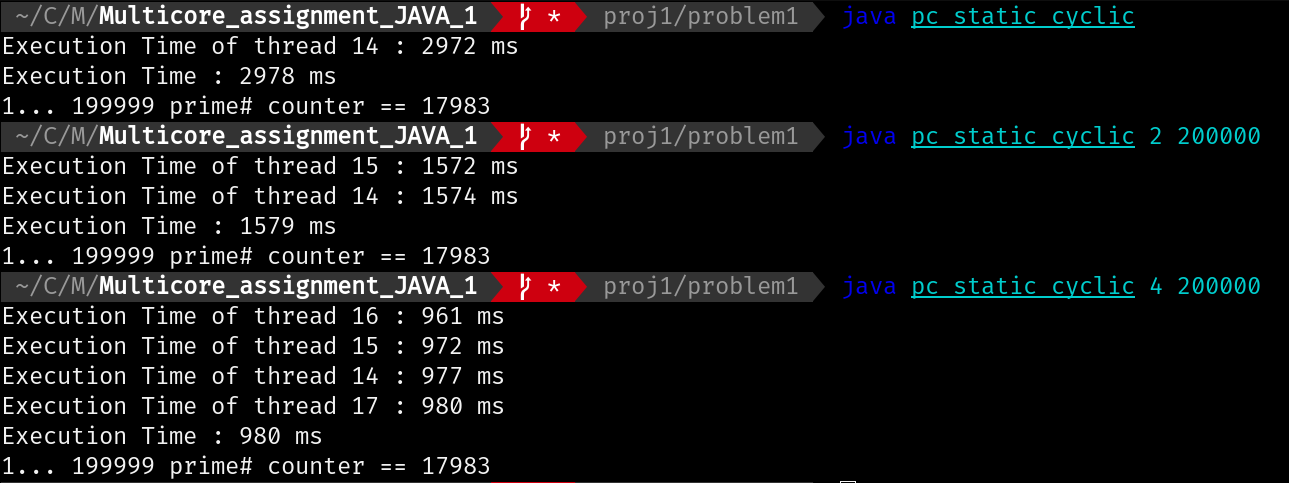 ~/C/M/Multicore_assignment_JAVA_1 * proj1/problem1 java pc_static_cyclic
Execution Time of thread 14 : 2972 ms
Execution Time : 2978 ms
1... 199999 prime# counter == 17983
~/C/M/Multicore_assignment_JAVA_1 * proj1/problem1 java pc_static_cyclic 2 200000
Execution Time of thread 15 : 1572 ms
Execution Time of thread 14 : 1574 ms
Execution Time : 1579 ms
1... 199999 prime# counter == 17983
~/C/M/Multicore_assignment_JAVA_1 * proj1/problem1 java pc_static_cyclic 4 200000
Execution Time of thread 16 : 961 ms
Execution Time of thread 15 : 972 ms
Execution Time of thread 14 : 977 ms
Execution Time of thread 17 : 980 ms
Execution Time : 980 ms
1... 199999 prime# counter == 17983